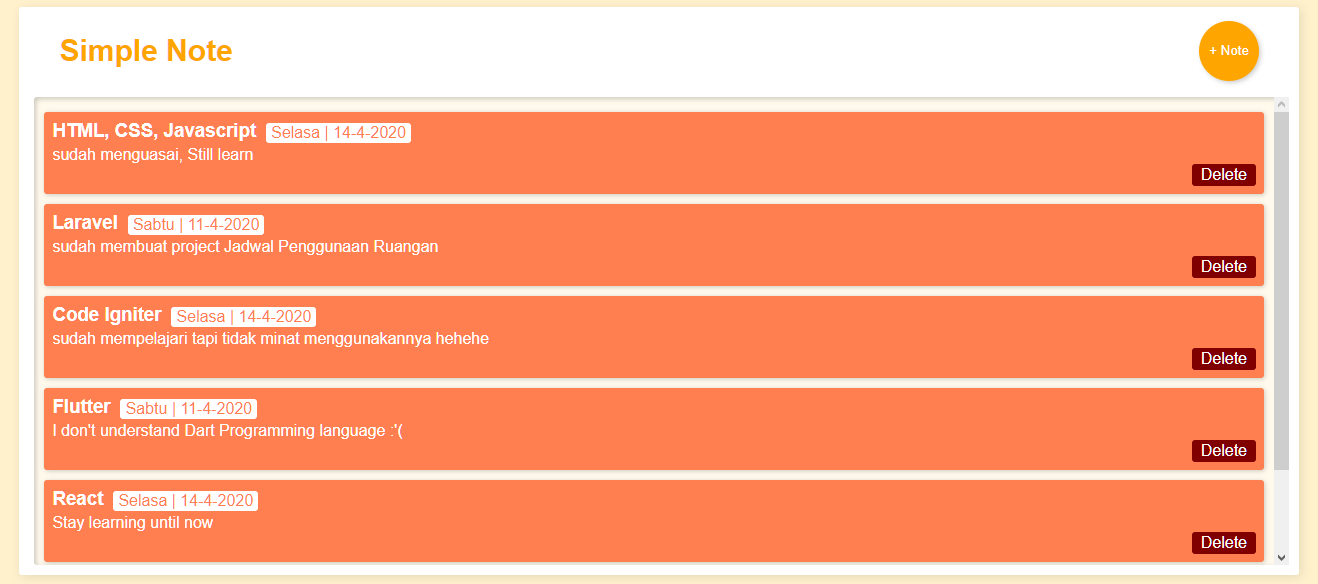 Simple Note
+ Note
HTML, CSS, Javascript Selasa | 14-4-2020
sudah menguasai, Still learn
Delete
Laravel Sabtu | 11-4-2020
sudah membuat project Jadwal Penggunaan Ruangan
Delete
Code Igniter Selasa | 14-4-2020
sudah mempelajari tapi tidak minat menggunakannya hehehe
Delete
Flutter Sabtu | 11-4-2020
I don't understand Dart Programming language :'(
Delete
React Selasa | 14-4-2020
Stay learning until now
Delete